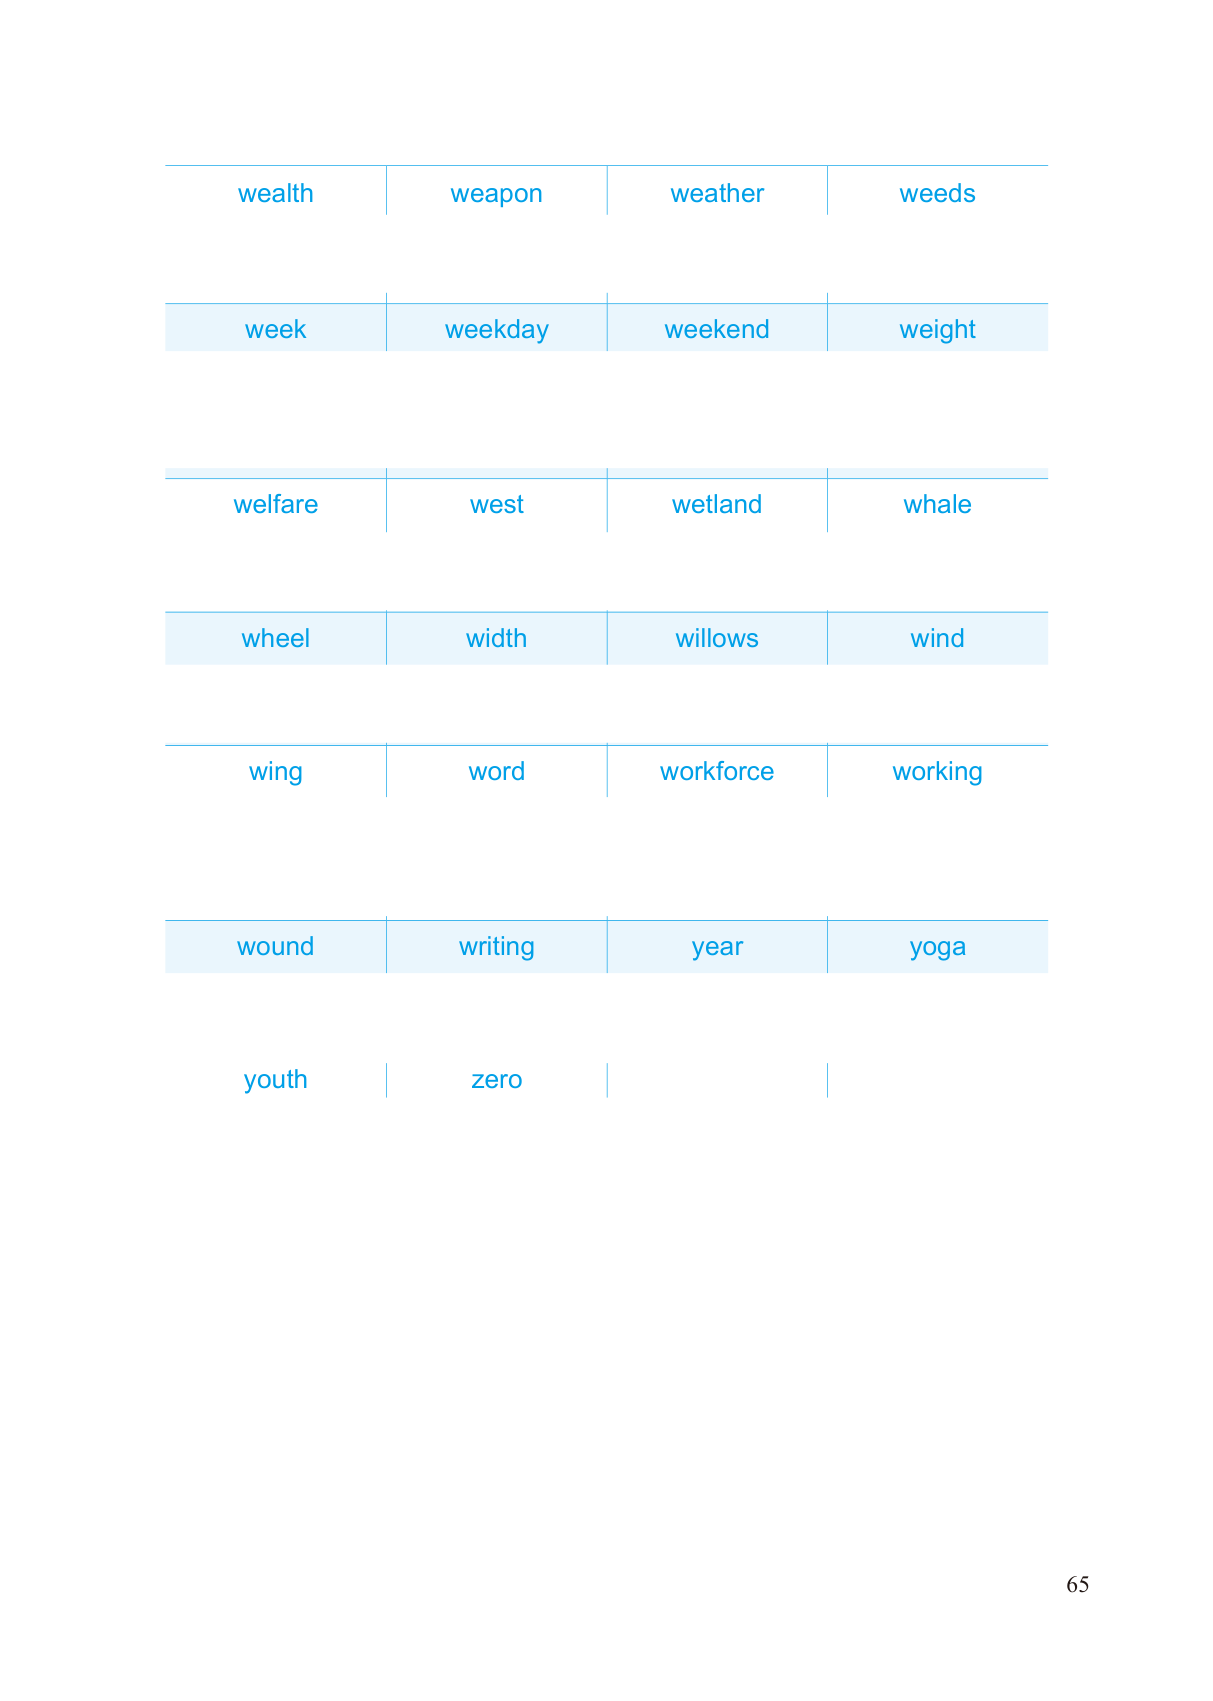 wealth weapon weather weeds
week weekday weekend weight
welfare west wetland whale
wheel width willows wind
wing word workforce working
wound writing year yoga
youth zero
65